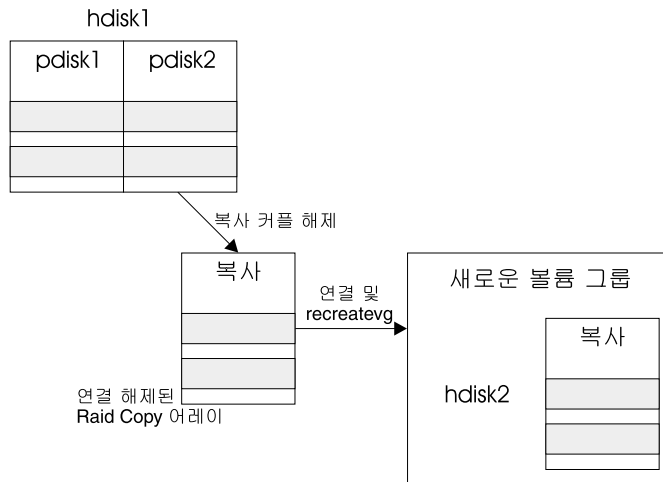 hdisk1
pdisk1 pdisk2
복사 커플 해제
복사
연결 해제된
Raid Copy 어레이
연결 및
recreatevg
새로운 볼륨 그룹
복사
hdisk2